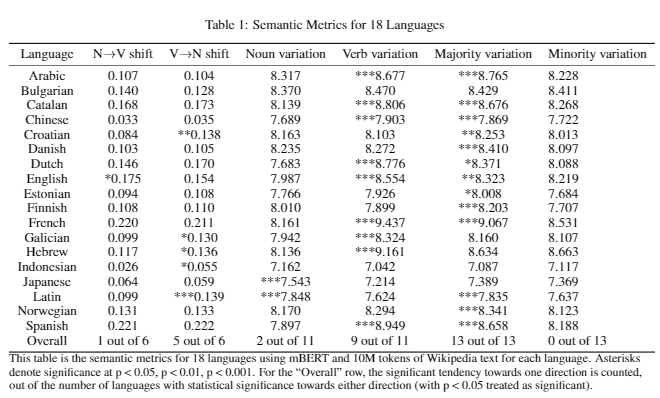 Table 1: Semantic Metrics for 18 Languages
Language N→V shift V→N shift Noun variation Verb variation Majority variation Minority variation
Arabic 0.107 0.104 8.317 ***8.677 ***8.765 8.228
Bulgarian 0.140 0.128 8.370 8.470 8.429 8.411
Catalan 0.168 0.173 8.139 ***8.806 ***8.676 8.268
Chinese 0.033 0.035 7.689 ***7.903 ***7.869 7.722
Croatian 0.084 **0.138 8.163 8.103 **8.253 8.013
Danish 0.103 0.105 8.235 8.272 ***8.410 8.097
Dutch 0.146 0.170 7.683 ***8.776 *8.371 8.088
English *0.175 0.154 7.987 ***8.554 **8.323 8.219
Estonian 0.094 0.108 7.766 7.926 *8.008 7.684
Finnish 0.108 0.110 8.010 7.899 ***8.203 7.707
French 0.220 0.211 8.161 ***9.437 ***9.067 8.531
Galician 0.099 *0.130 7.942 ***8.324 8.160 8.107
Hebrew 0.117 *0.136 8.136 ***9.161 8.634 8.663
Indonesian 0.026 *0.055 7.162 7.042 7.087 7.117
Japanese 0.064 0.059 ***7.543 7.214 7.389 7.369
Latin 0.099 ***0.139 ***7.848 7.624 ***7.835 7.637
Norwegian 0.131 0.133 8.170 8.294 ***8.341 8.123
Spanish 0.221 0.222 7.897 ***8.949 ***8.658 8.188
Overall 1 out of 6 5 out of 6 2 out of 11 9 out of 11 13 out of 13 0 out of 13
This table is the semantic metrics for 18 languages using mBERT and 10M tokens of Wikipedia text for each language. Asterisks
denote significance at p < 0.05, p < 0.01, p < 0.001. For the “Overall” row, the significant tendency towards one direction is counted,
out of the number of languages with statistical significance towards either direction (with p < 0.05 treated as significant).